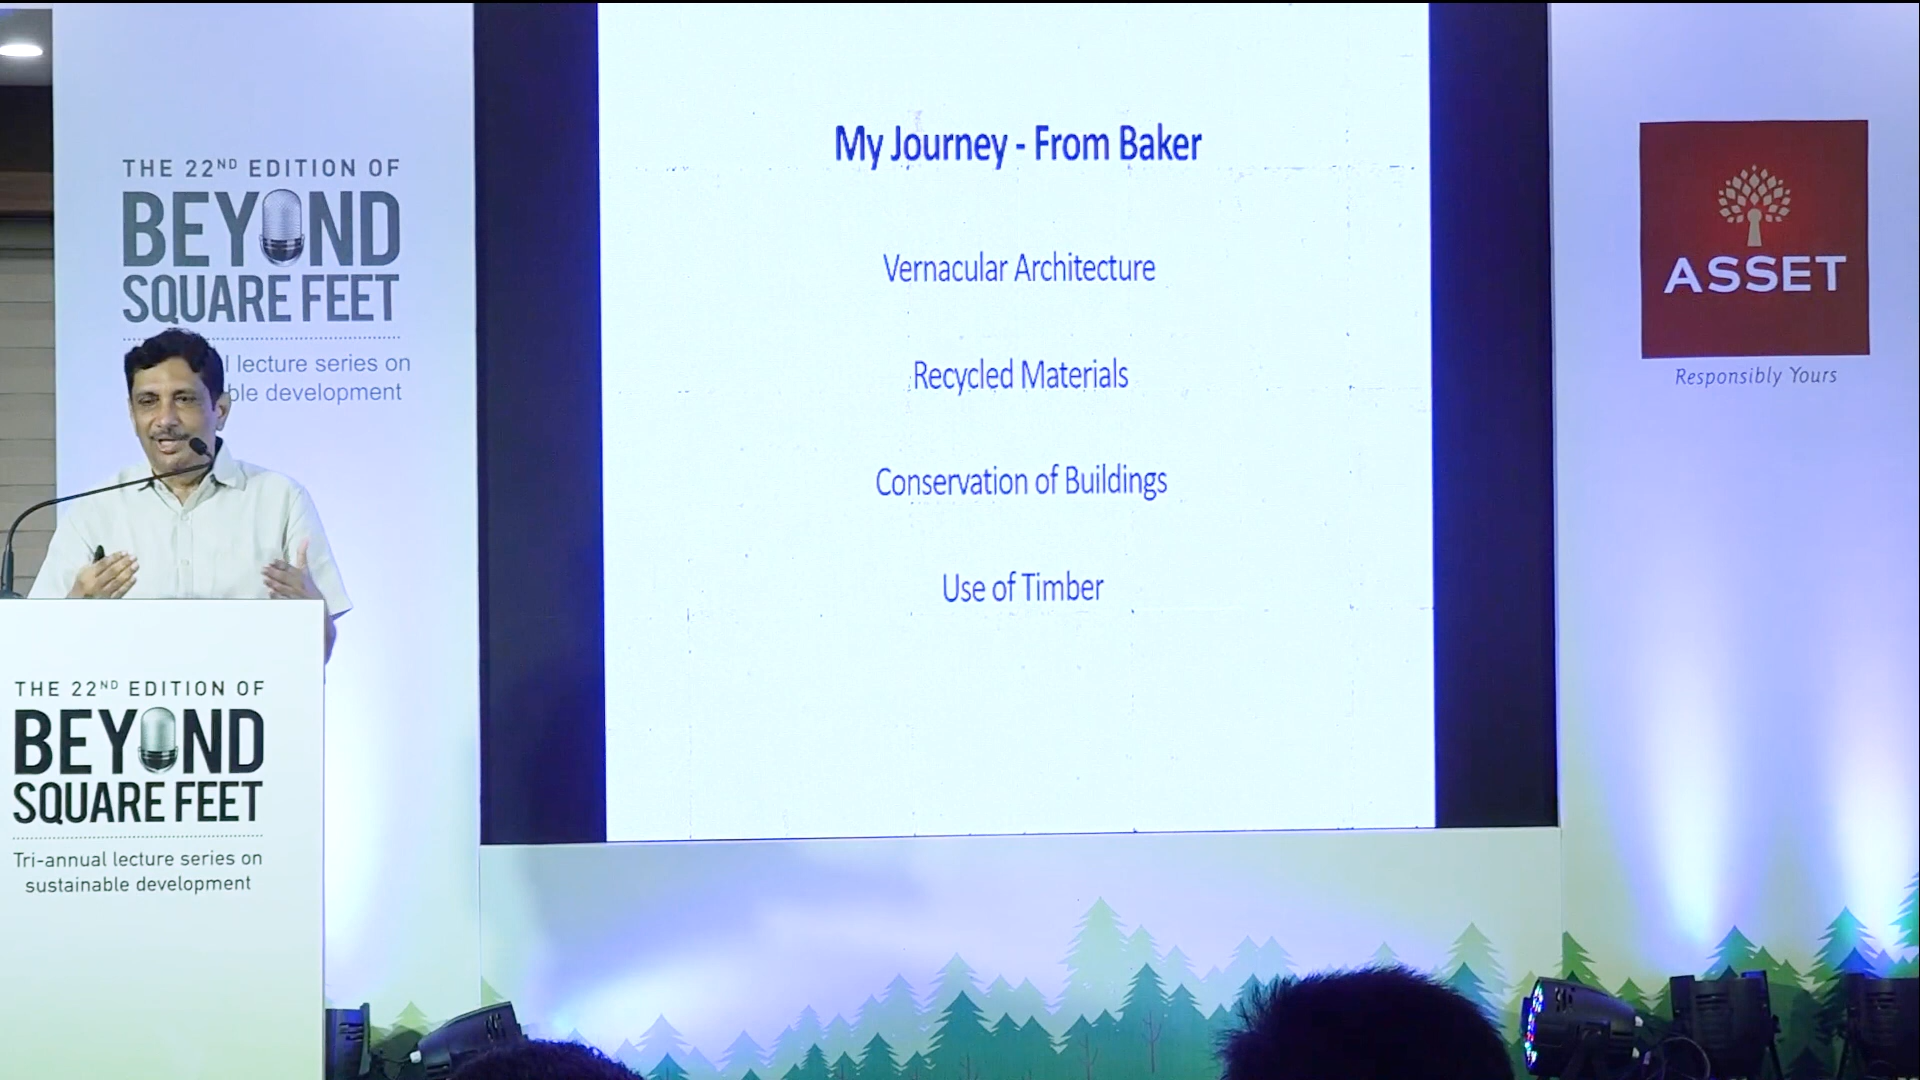 THE 22ND EDITION OF
BEYOND
SQUARE FEET
l lecture series on
ble development
My Journey - From Baker
Vernacular Architecture
Recycled Materials
Conservation of Buildings
Use of Timber
ASSET
Responsibly Yours
THE 22ND EDITION OF
BEYOND
SQUARE FEET
Tri-annual lecture series on
sustainable development